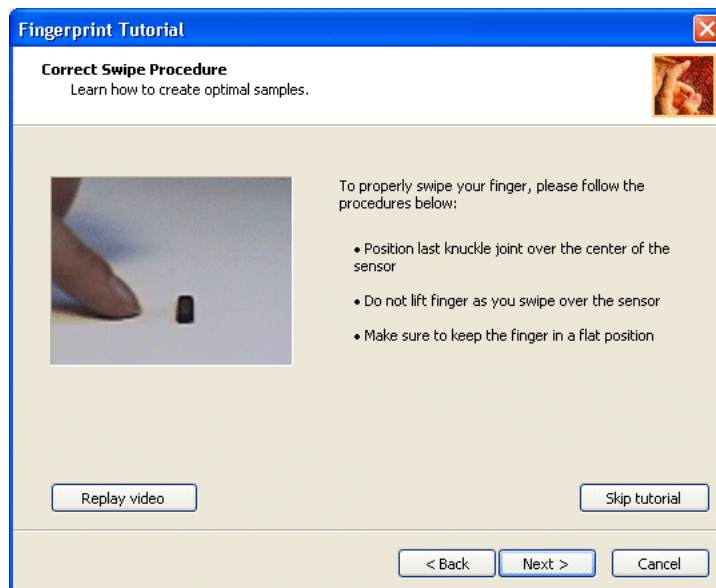 Fingerprint Tutorial
Correct Swipe Procedure
Learn how to create optimal samples.
To properly swipe your finger, please follow the
procedures below:
• Position last knuckle joint over the center of the
sensor
• Do not lift finger as you swipe over the sensor
• Make sure to keep the finger in a flat position
Replay video
Skip tutorial
< Back
Next >
Cancel